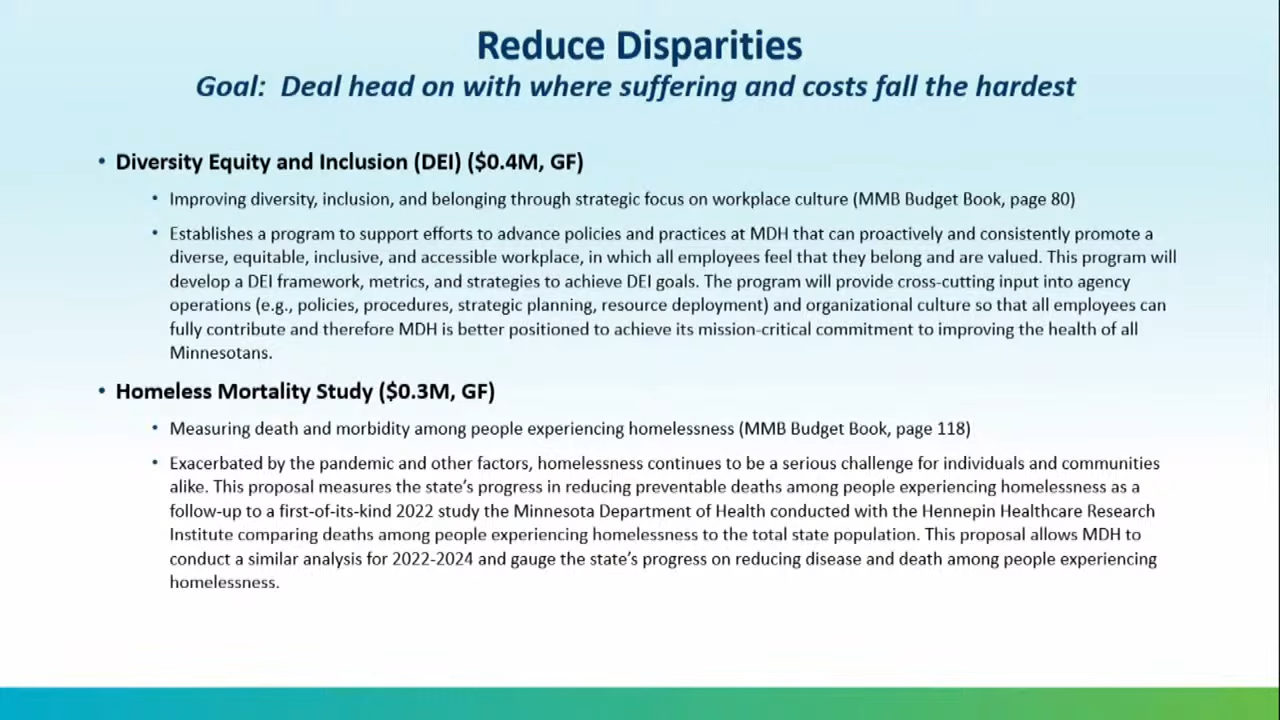 Reduce Disparities
Goal:  Deal head on with where suffering and costs fall the hardest
• Diversity Equity and Inclusion (DEI) ($0.4M, GF)
• Improving diversity, inclusion, and belonging through strategic focus on workplace culture (MMB Budget Book, page 80)
• Establishes a program to support efforts to advance policies and practices at MDH that can proactively and consistently promote a
diverse, equitable, inclusive, and accessible workplace, in which all employees feel that they belong and are valued. This program will
develop a DEI framework, metrics, and strategies to achieve DEI goals. The program will provide cross-cutting input into agency
operations (e.g., policies, procedures, strategic planning, resource deployment) and organizational culture so that all employees can
fully contribute and therefore MDH is better positioned to achieve its mission-critical commitment to improving the health of all
Minnesotans.
• Homeless Mortality Study ($0.3M, GF)
• Measuring death and morbidity among people experiencing homelessness (MMB Budget Book, page 118)
• Exacerbated by the pandemic and other factors, homelessness continues to be a serious challenge for individuals and communities
alike. This proposal measures the state’s progress in reducing preventable deaths among people experiencing homelessness as a
follow-up to a first-of-its-kind 2022 study the Minnesota Department of Health conducted with the Hennepin Healthcare Research
Institute comparing deaths among people experiencing homelessness to the total state population. This proposal allows MDH to
conduct a similar analysis for 2022-2024 and gauge the state’s progress on reducing disease and death among people experiencing
homelessness.